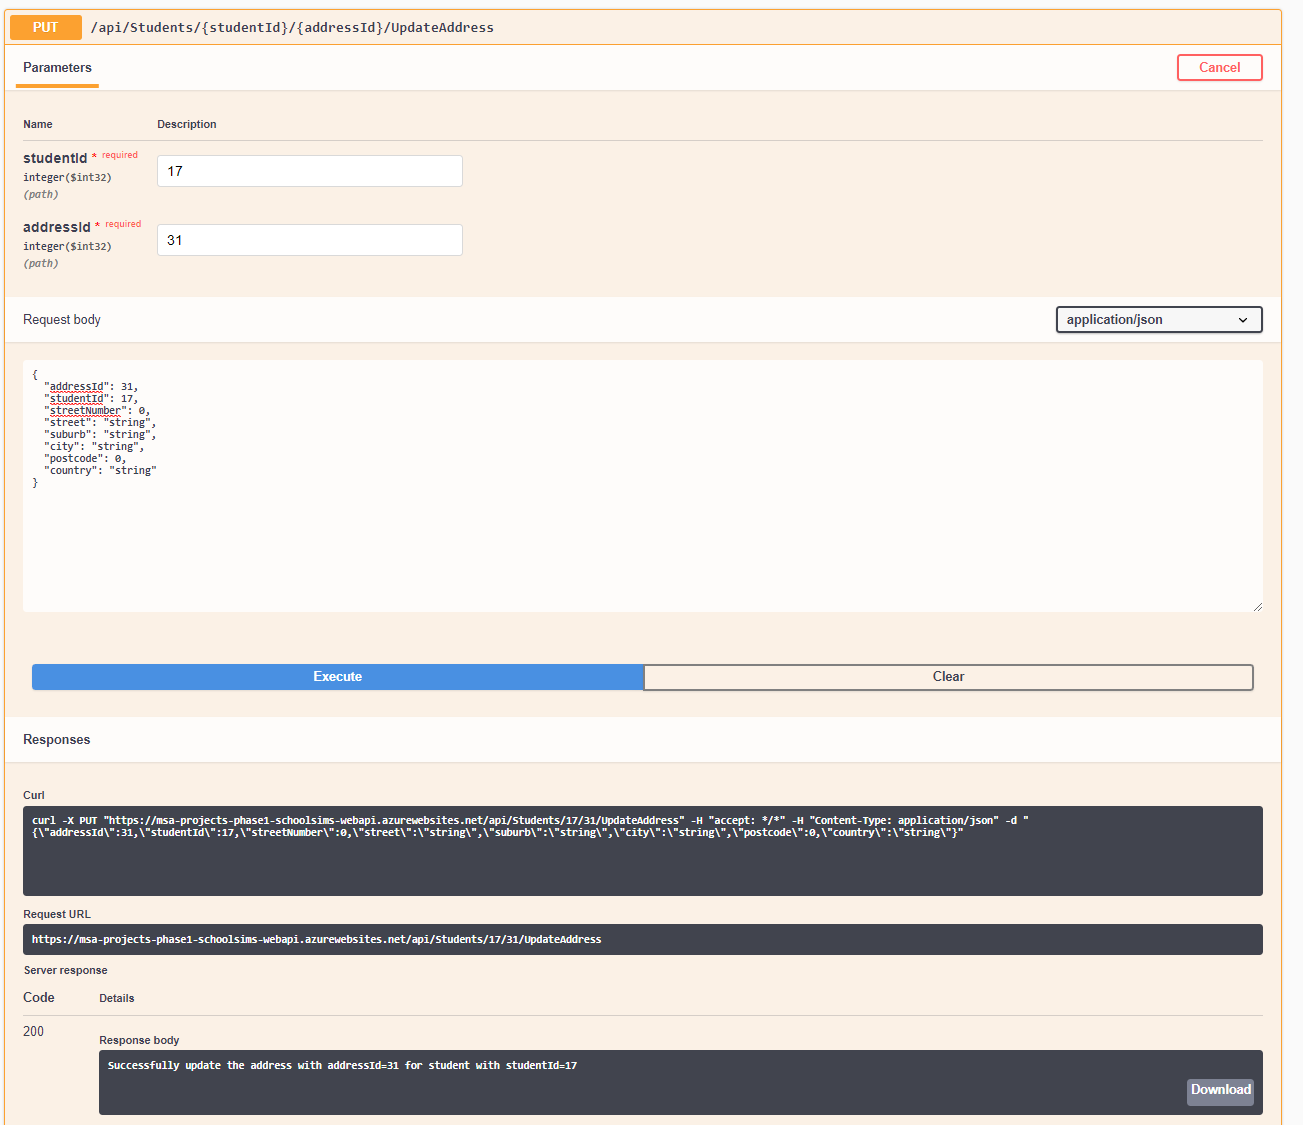 PUT /api/Students/{studentId}/{addressId}/UpdateAddress
Parameters
Cancel
Name Description
studentId * required
integer($int32)
(path)
17
addressId * required
integer($int32)
(path)
31
Request body
application/json
{
  "addressId": 31,
  "studentId": 17,
  "streetNumber": 0,
  "street": "string",
  "suburb": "string",
  "city": "string",
  "postcode": 0,
  "country": "string"
}
Execute
Clear
Responses
Curl
curl -X PUT "https://msa-projects-phase1-schoolsims-webapi.azurewebsites.net/api/Students/17/31/UpdateAddress" -H "accept: */*" -H "Content-Type: application/json" -d "
{\"addressId\":31,\"studentId\":17,\"streetNumber\":0,\"street\":\"string\",\"suburb\":\"string\",\"city\":\"string\",\"postcode\":0,\"country\":\"string\"}"
Request URL
https://msa-projects-phase1-schoolsims-webapi.azurewebsites.net/api/Students/17/31/UpdateAddress
Server response
Code Details
200
Response body
Successfully update the address with addressId=31 for student with studentId=17
Download